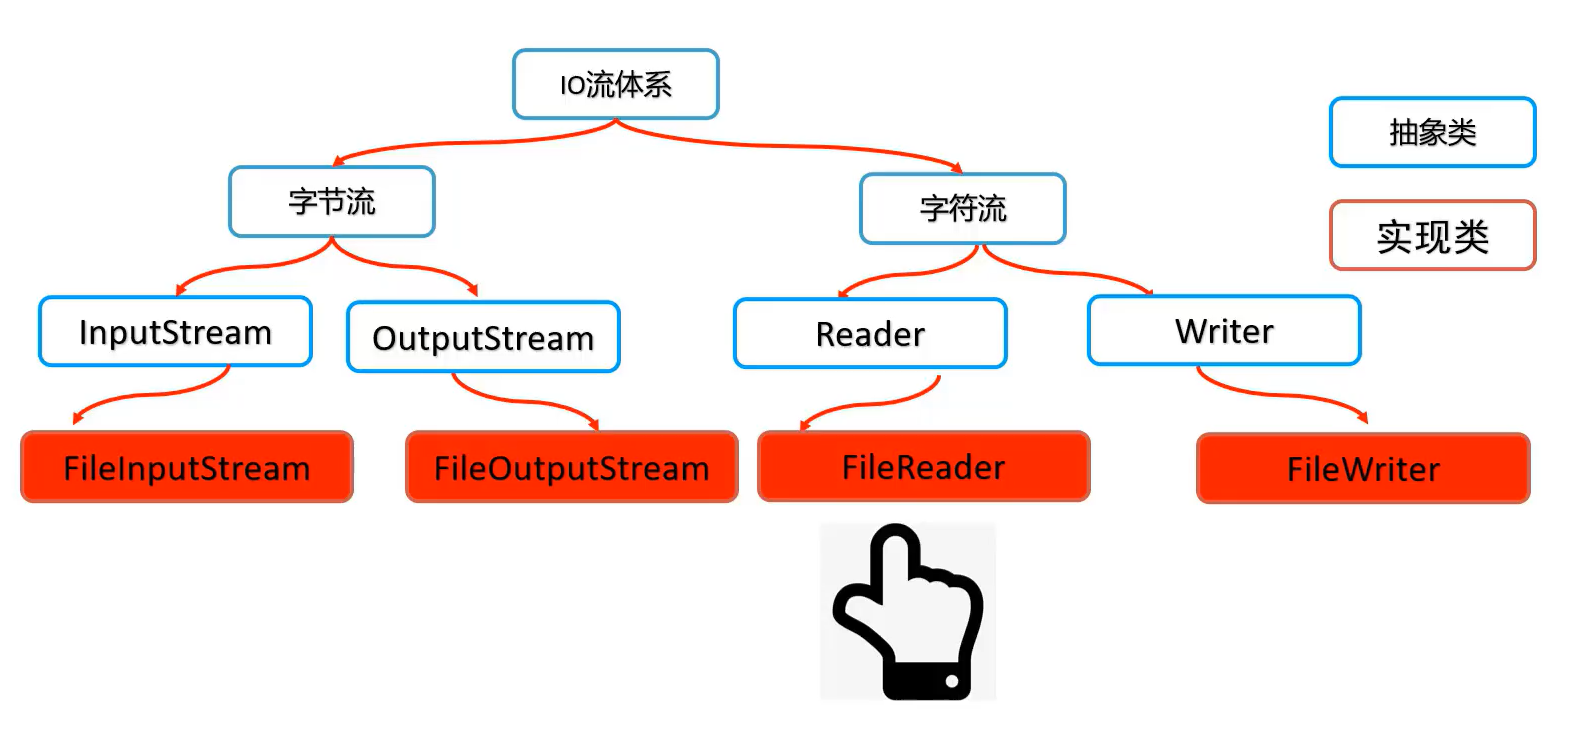 IO流体系
抽象类
字节流
字符流
实现类
InputStream
OutputStream
Reader
Writer
FileInputStream
FileOutputStream
FileReader
FileWriter